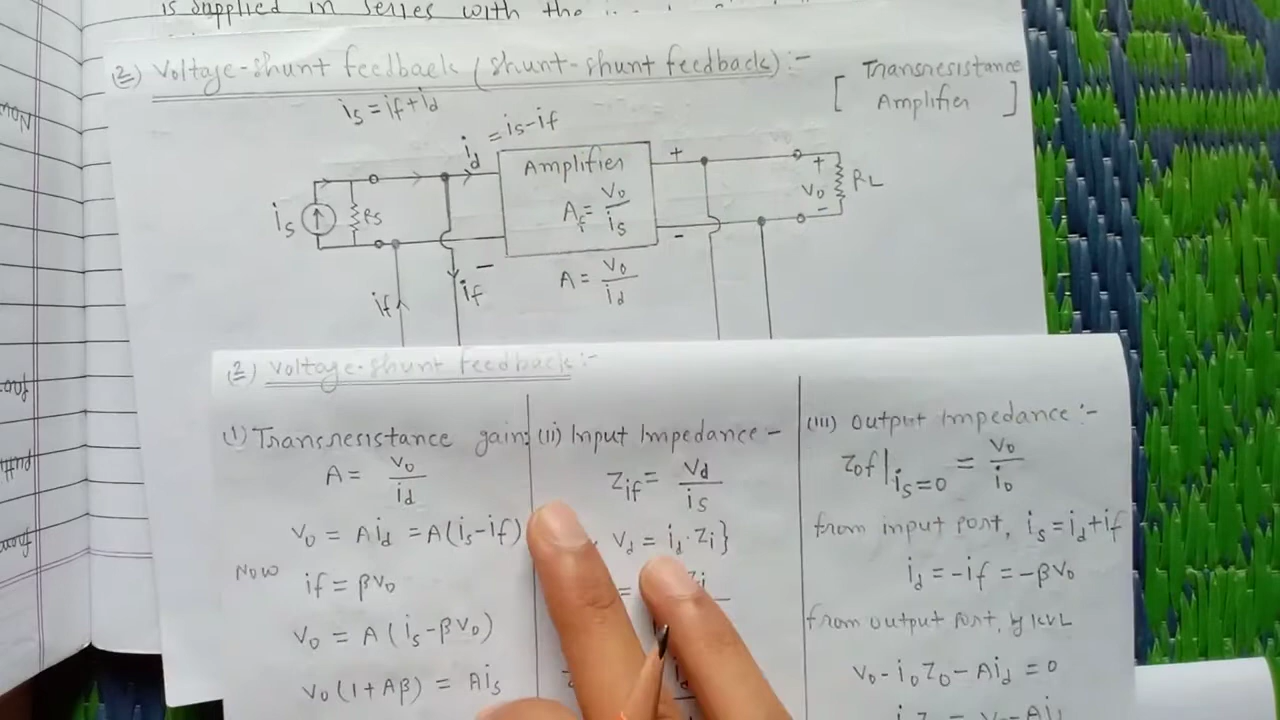 is supplied in series with the
(2) Voltage-shunt feedback (shunt-shunt feedback) :-
[ Transresistance
Amplifier ]
is = if + id
id = is - if
Amplifier
Af = Vo / is
A = Vo / id
is
Rs
+
-
+
Vo
-
RL
-
if
if
(2) Voltage-shunt feedback :-
(i) Transresistance gain:
A = Vo / id
Vo = Aid = A(is - if)
Now
if = βVo
Vo = A(is - βVo)
Vo(1+Aβ) = Ais
(ii) Input Impedance -
Zif = Vd / is
Vd = id·Zi}
=
Zi
(iii) Output Impedance :-
Zof|is=0 = Vo / io
from input port, is = id + if
id = -if = -βVo
from output port, by KVL
Vo - ioZo - Aid = 0